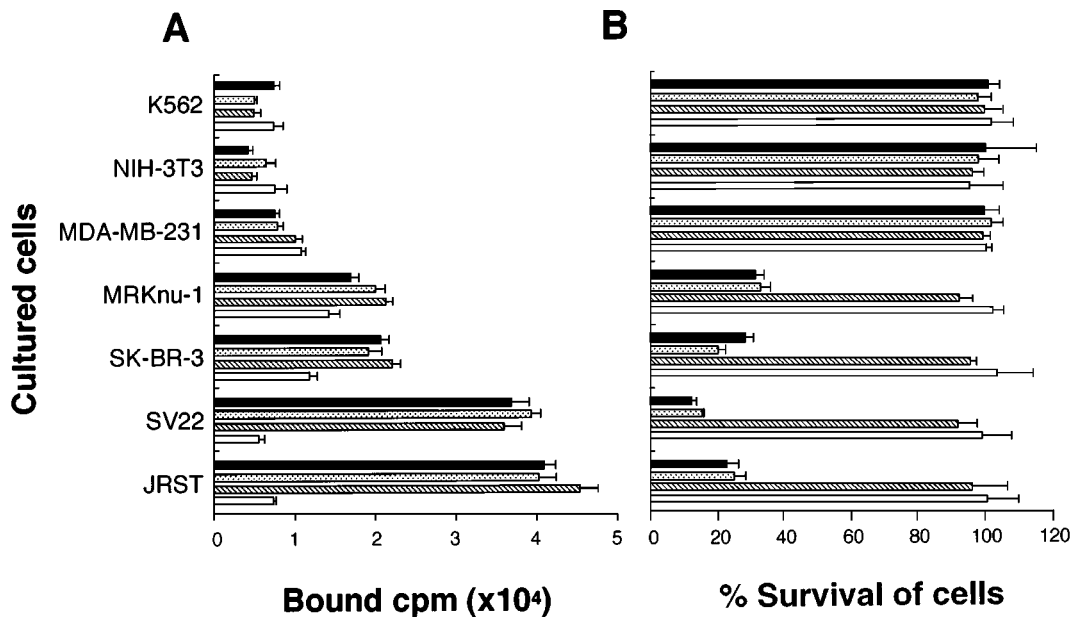 A
B
Cultured cells
K562
NIH-3T3
MDA-MB-231
MRKnu-1
SK-BR-3
SV22
JRST
0 1 2 3 4 5
0 20 40 60 80 100 120
Bound cpm (x10⁴)
% Survival of cells